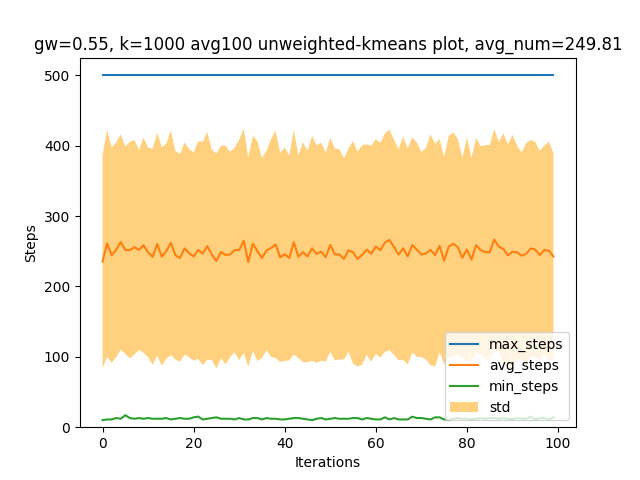 gw=0.55, k=1000 avg100 unweighted-kmeans plot, avg_num=249.81
500
400
300
200
100
0
Steps
max_steps
avg_steps
min_steps
std
0 20 40 60 80 100
Iterations